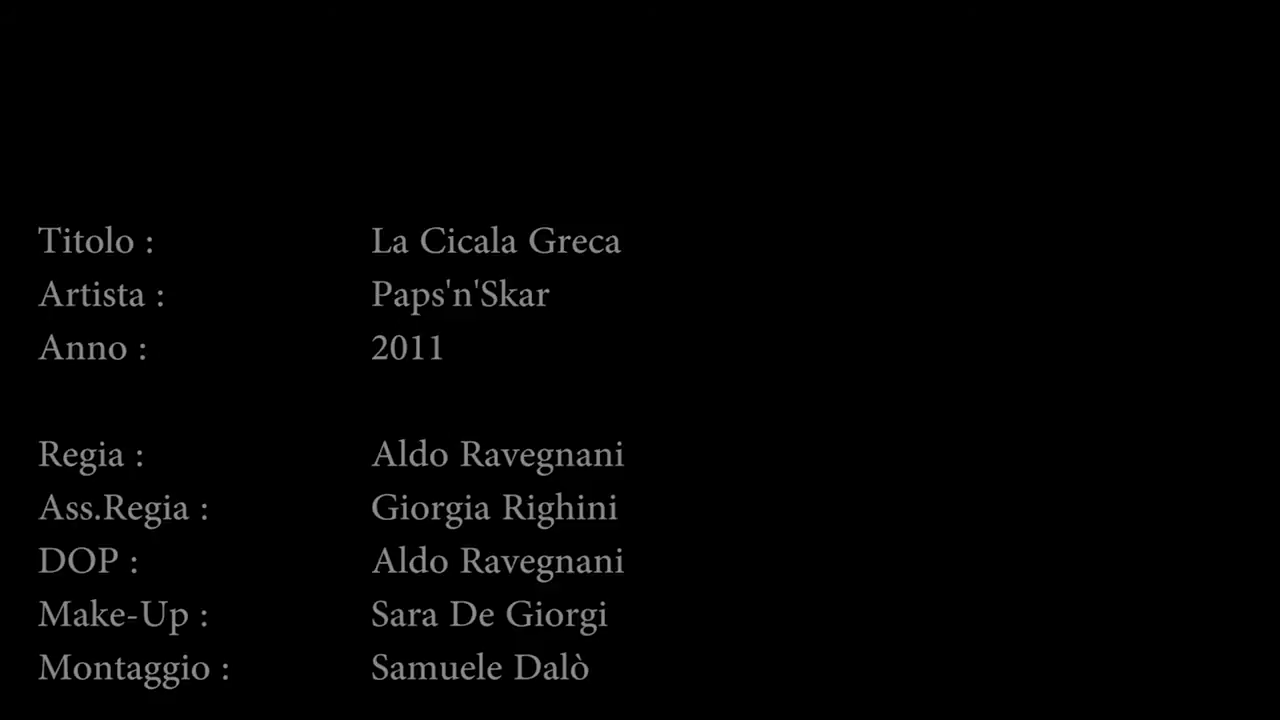 Titolo : La Cicala Greca
Artista : Paps'n'Skar
Anno : 2011
Regia : Aldo Ravegnani
Ass.Regia : Giorgia Righini
DOP : Aldo Ravegnani
Make-Up : Sara De Giorgi
Montaggio : Samuele Dalò